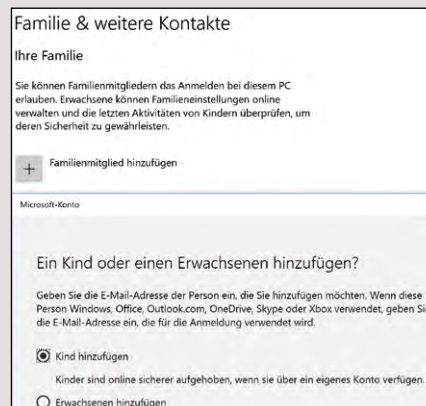 Familie & weitere Kontakte
Ihre Familie
Sie können Familienmitgliedern das Anmelden bei diesem PC
erlauben. Erwachsene können Familieneinstellungen online
verwalten und die letzten Aktivitäten von Kindern überprüfen, um
deren Sicherheit zu gewährleisten.
+ Familienmitglied hinzufügen
Microsoft-Konto
Ein Kind oder einen Erwachsenen hinzufügen?
Geben Sie die E-Mail-Adresse der Person ein, die Sie hinzufügen möchten. Wenn diese
Person Windows, Office, Outlook.com, OneDrive, Skype oder Xbox verwendet, geben Si
die E-Mail-Adresse ein, die für die Anmeldung verwendet wird.
Kind hinzufügen
Kinder sind online sicherer aufgehoben, wenn sie über ein eigenes Konto verfügen.
Erwachsenen hinzufügen